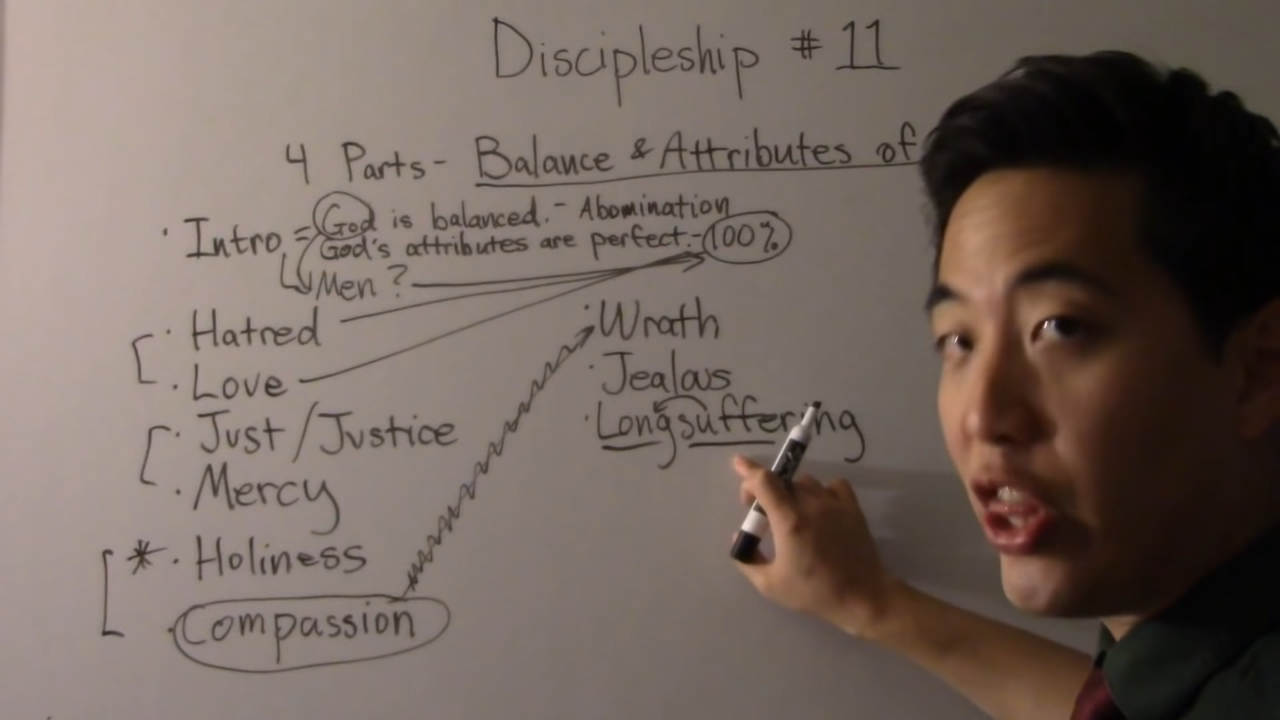 Discipleship # 11
4 Parts - Balance & Attributes of
· Intro = God is balanced. - Abomination
God's attributes are perfect. - 100%
Men ?
· Hatred
· Love
· Just / Justice
· Mercy
* · Holiness
· Compassion
· Wrath
· Jealous
· Longsuffering